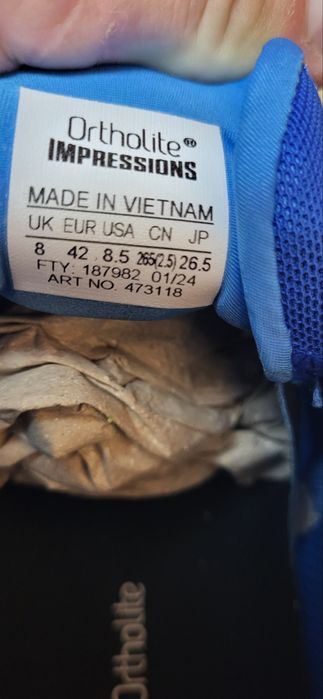 Ortholite®
IMPRESSIONS
MADE IN VIETNAM
UK EUR USA CN JP
8 42 8.5 265(2.5) 26.5
FTY: 187982 01/24
ART NO. 473118
Ortholite